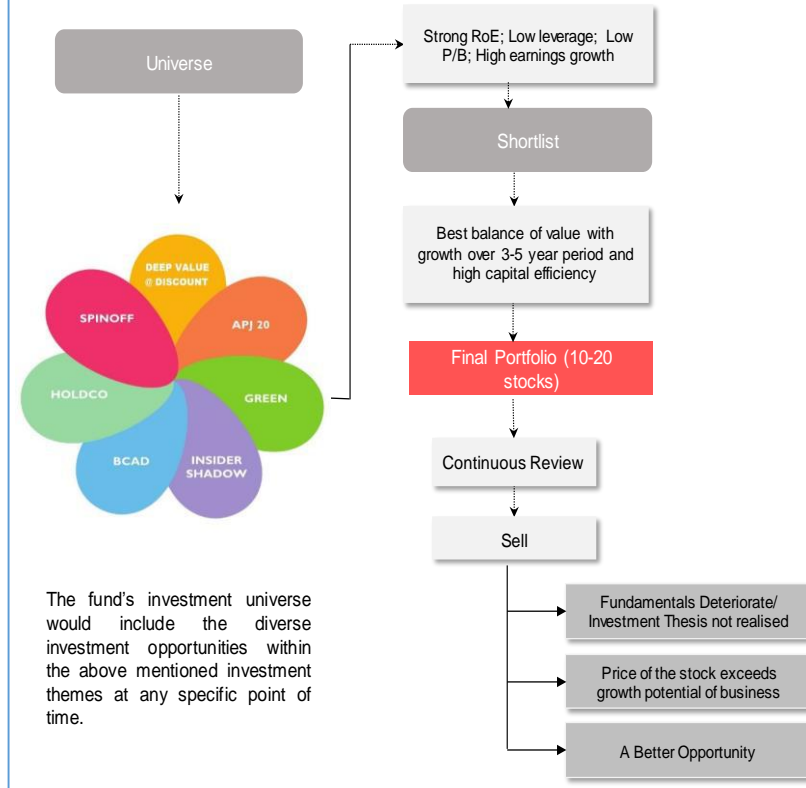 Universe
DEEP VALUE
@ DISCOUNT
SPINOFF
APJ 20
HOLDCO
GREEN
BCAD
INSIDER
SHADOW
The fund's investment universe
would include the diverse
investment opportunities within
the above mentioned investment
themes at any specific point of
time.
Strong RoE; Low leverage; Low
P/B; High earnings growth
Shortlist
Best balance of value with
growth over 3-5 year period and
high capital efficiency
Final Portfolio (10-20
stocks)
Continuous Review
Sell
Fundamentals Deteriorate/
Investment Thesis not realised
Price of the stock exceeds
growth potential of business
A Better Opportunity